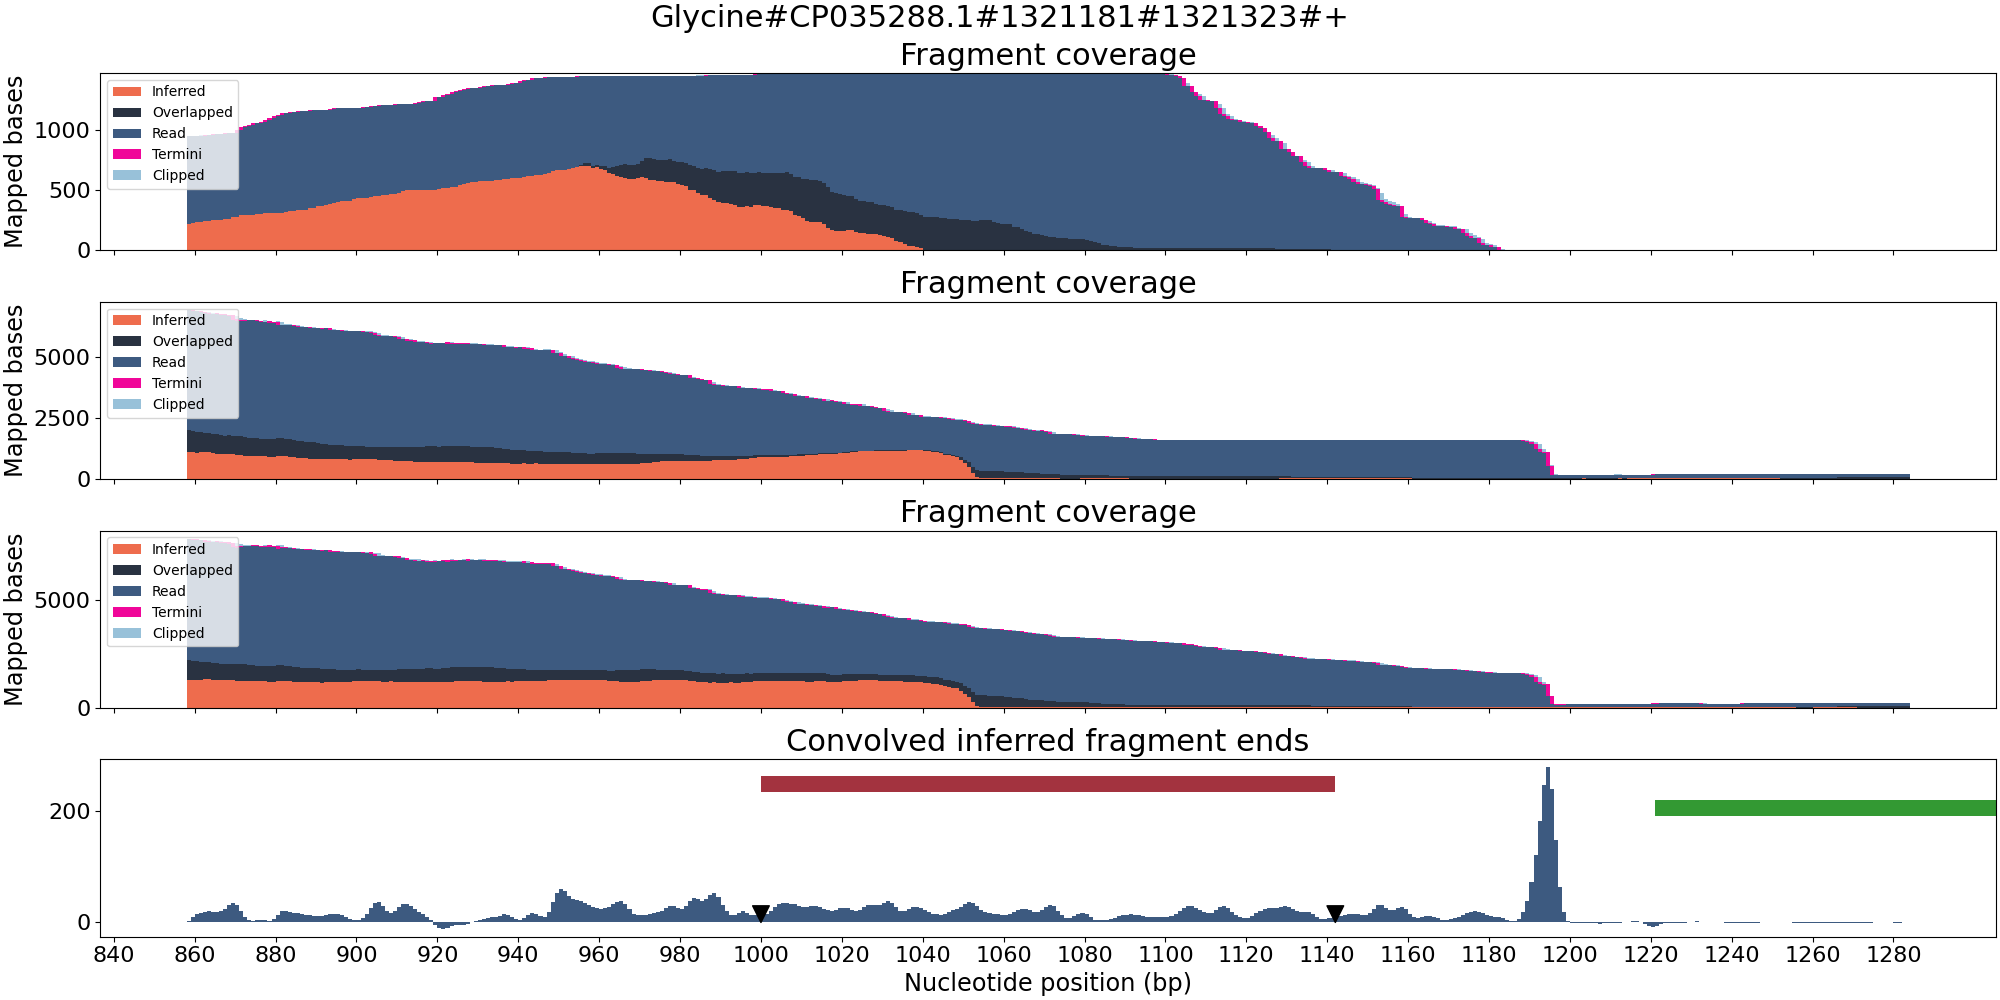 Glycine#CP035288.1#1321181#1321323#+
Fragment coverage
Mapped bases
1000
500
0
Inferred
Overlapped
Read
Termini
Clipped
Fragment coverage
Mapped bases
5000
2500
0
Inferred
Overlapped
Read
Termini
Clipped
Fragment coverage
Mapped bases
5000
0
Inferred
Overlapped
Read
Termini
Clipped
Convolved inferred fragment ends
200
0
840 860 880 900 920 940 960 980 1000 1020 1040 1060 1080 1100 1120 1140 1160 1180 1200 1220 1240 1260 1280
Nucleotide position (bp)